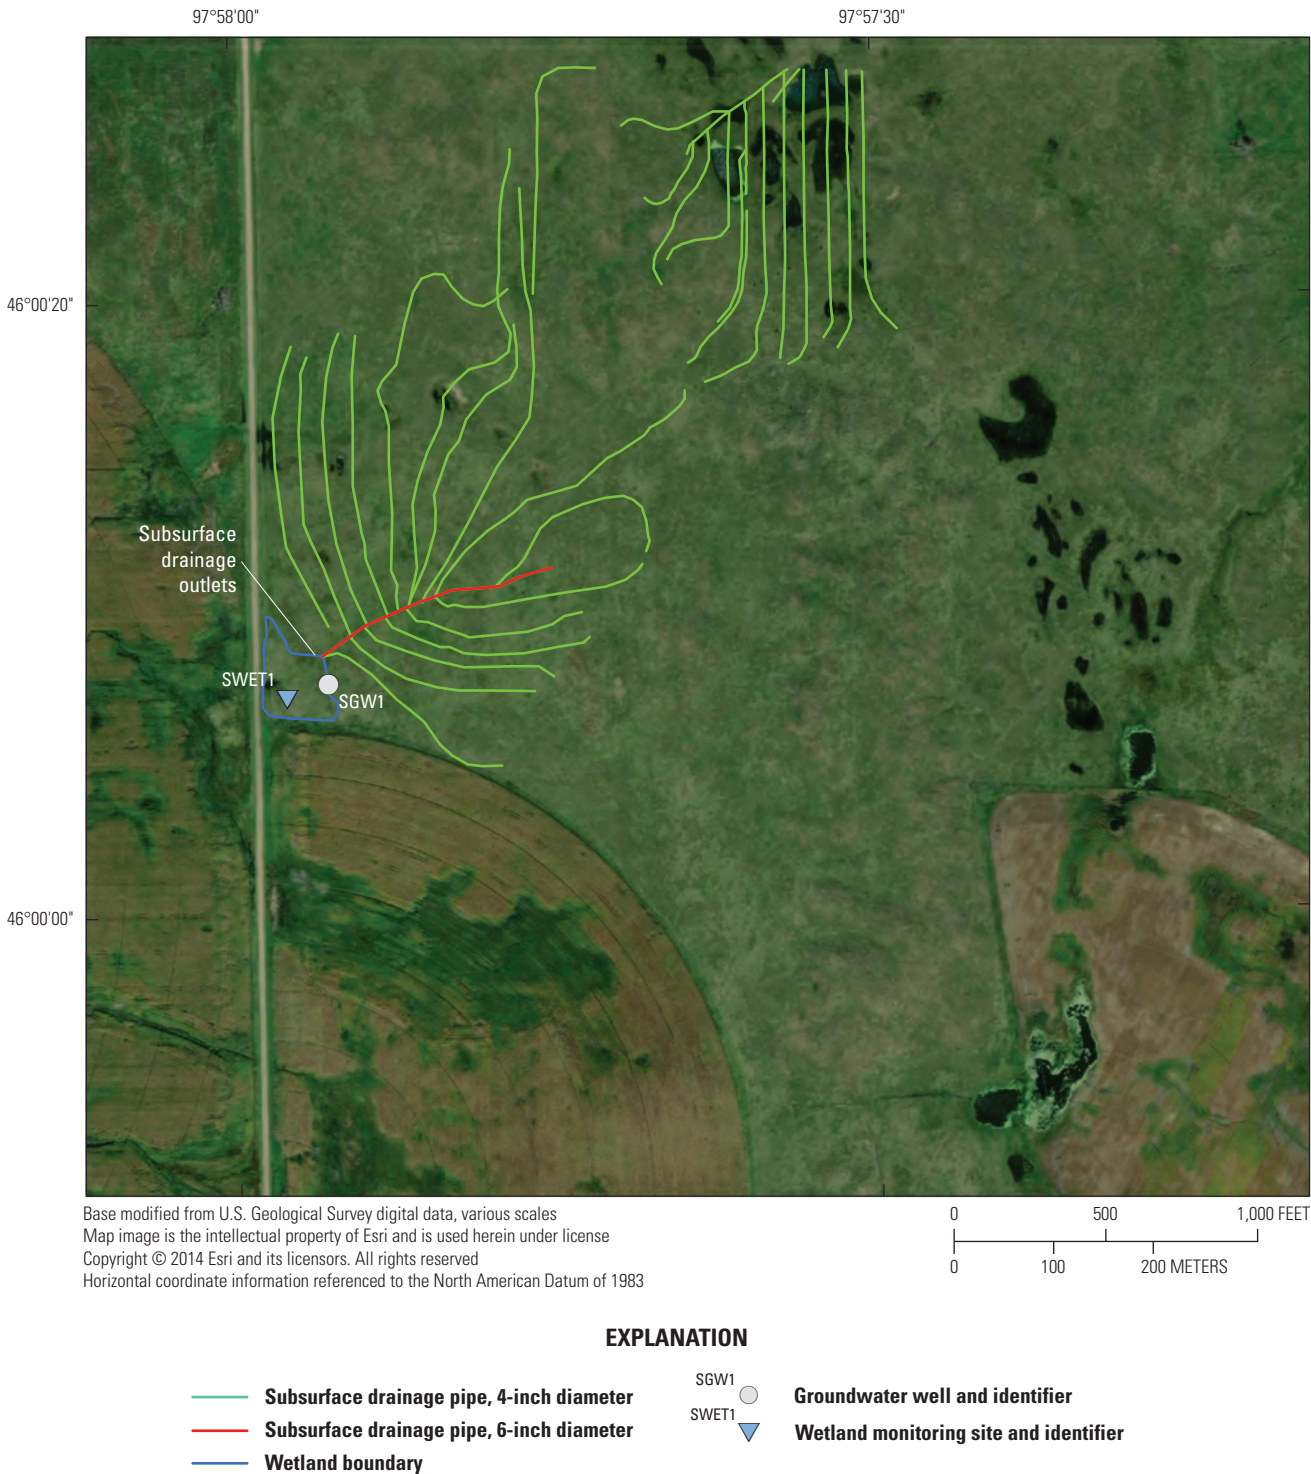 97°58'00" 97°57'30"
46°00'20"
Subsurface
drainage
outlets
SWET1
SGW1
46°00'00"
Base modified from U.S. Geological Survey digital data, various scales
Map image is the intellectual property of Esri and is used herein under license
Copyright © 2014 Esri and its licensors. All rights reserved
Horizontal coordinate information referenced to the North American Datum of 1983
0 500 1,000 FEET
0 100 200 METERS
EXPLANATION
Subsurface drainage pipe, 4-inch diameter
Subsurface drainage pipe, 6-inch diameter
Wetland boundary
SGW1
Groundwater well and identifier
SWET1
Wetland monitoring site and identifier